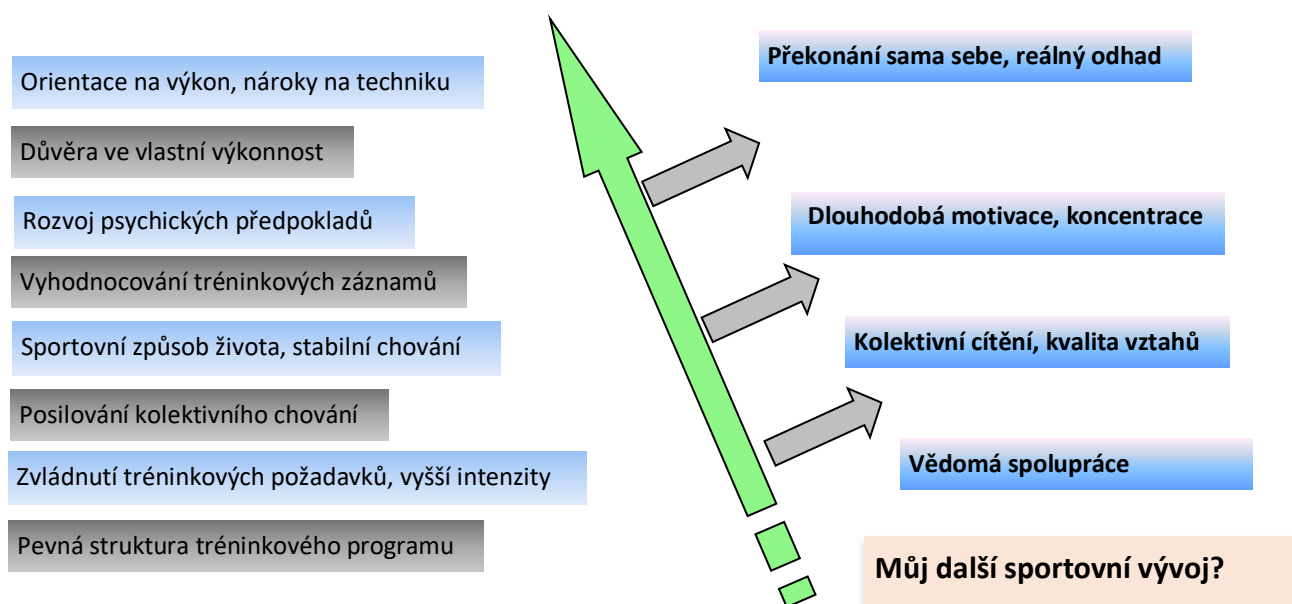 Orientace na výkon, nároky na techniku
Důvěra ve vlastní výkonnost
Rozvoj psychických předpokladů
Vyhodnocování tréninkových záznamů
Sportovní způsob života, stabilní chování
Posilování kolektivního chování
Zvládnutí tréninkových požadavků, vyšší intenzity
Pevná struktura tréninkového programu
Překonání sama sebe, reálný odhad
Dlouhodobá motivace, koncentrace
Kolektivní cítění, kvalita vztahů
Vědomá spolupráce
Můj další sportovní vývoj?